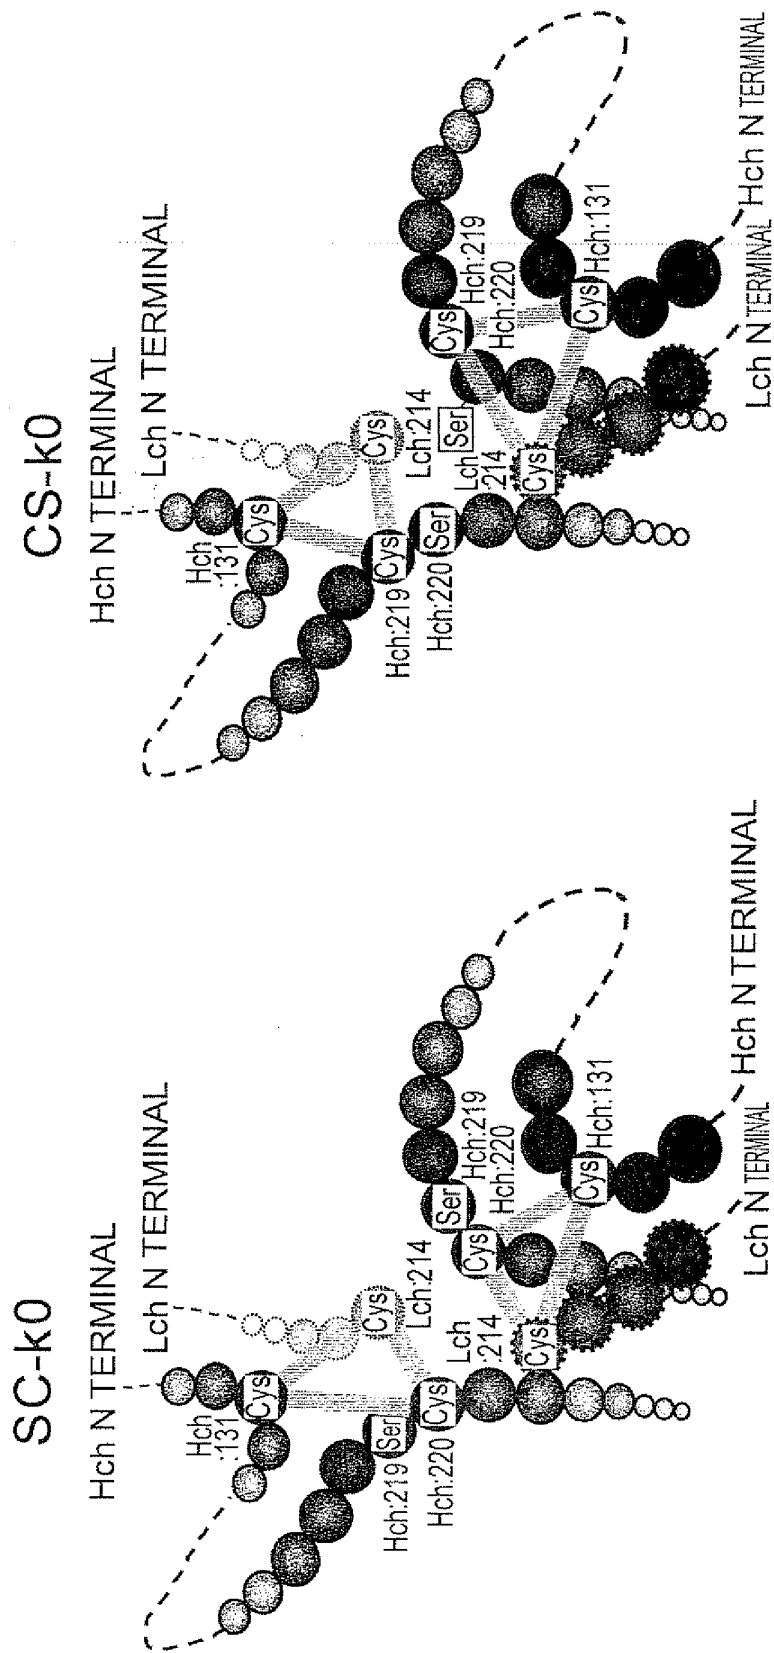 SC-k0
Hch N TERMINAL
Lch N TERMINAL
Hch
:131
Cys
Cys
Lch:214
Ser
Hch:219
Cys
Hch:220
Lch
:214
Cys
Ser
Hch:219
Cys
Hch:220
Cys
Hch:131
Lch N TERMINAL
Hch N TERMINAL
CS-k0
Hch N TERMINAL
Lch N TERMINAL
Hch
:131
Cys
Cys
Lch:214
Cys
Hch:219
Ser
Hch:220
Ser
Lch
:214
Cys
Cys
Hch:219
Hch:220
Cys
Hch:131
Lch N TERMINAL
Hch N TERMINAL